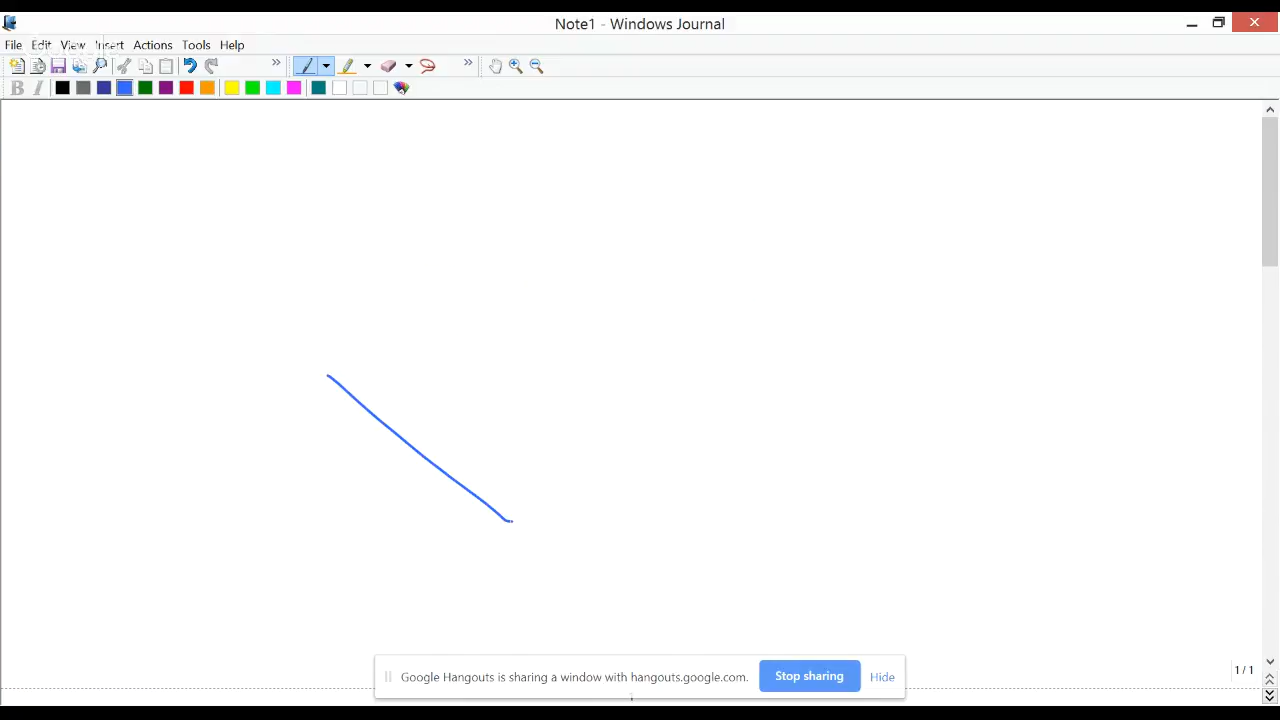 Note1 - Windows Journal
File Edit View Insert Actions Tools Help
B I
1 / 1
Google Hangouts is sharing a window with hangouts.google.com. Stop sharing Hide